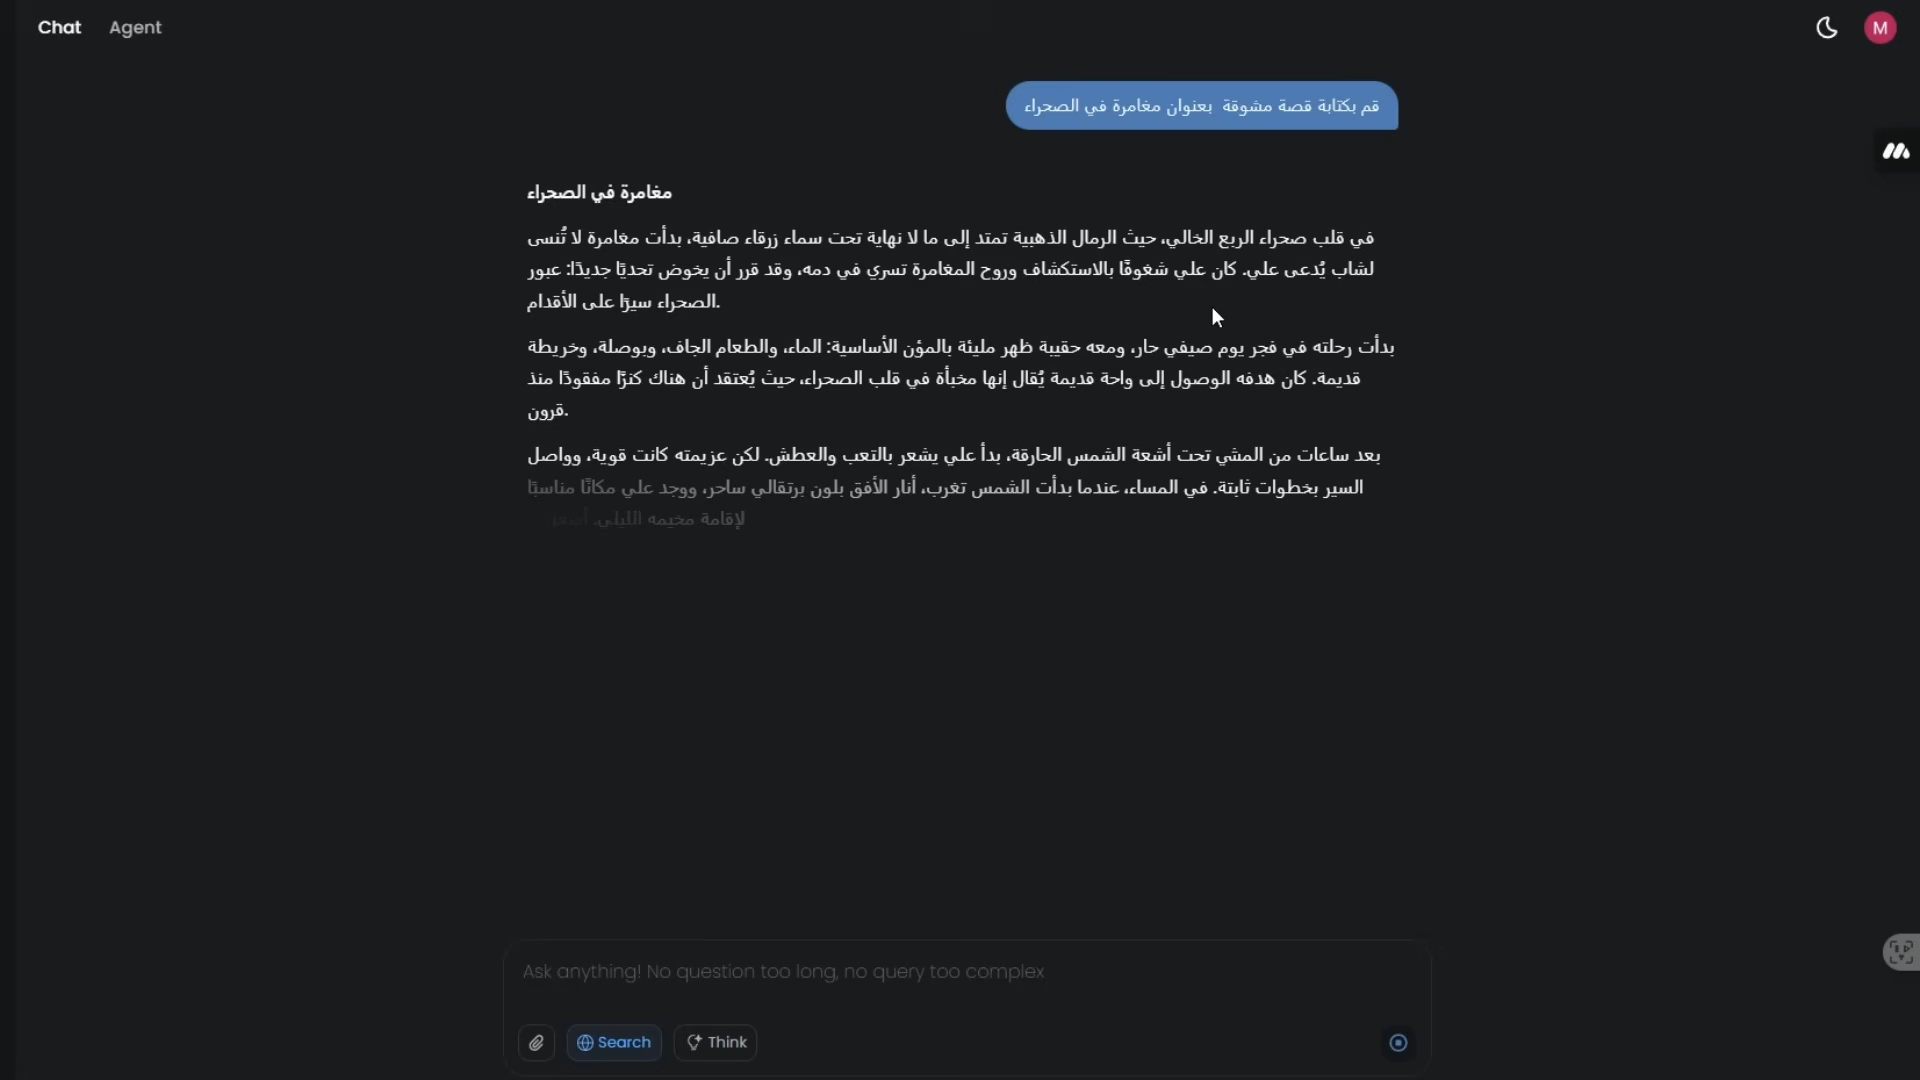 Chat
Agent
M
قم بكتابة قصة مشوقة بعنوان مغامرة في الصحراء
مغامرة في الصحراء
في قلب صحراء الربع الخالي، حيث الرمال الذهبية تمتد إلى ما لا نهاية تحت سماء زرقاء صافية، بدأت مغامرة لا تُنسى
لشاب يُدعى علي. كان علي شغوفًا بالاستكشاف وروح المغامرة تسري في دمه، وقد قرر أن يخوض تحديًا جديدًا: عبور
الصحراء سيرًا على الأقدام.
بدأت رحلته في فجر يوم صيفي حار، ومعه حقيبة ظهر مليئة بالمؤن الأساسية: الماء، والطعام الجاف، وبوصلة، وخريطة
قديمة. كان هدفه الوصول إلى واحة قديمة يُقال إنها مخبأة في قلب الصحراء، حيث يُعتقد أن هناك كنزًا مفقودًا منذ
قرون.
بعد ساعات من المشي تحت أشعة الشمس الحارقة، بدأ علي يشعر بالتعب والعطش. لكن عزيمته كانت قوية، وواصل
السير بخطوات ثابتة. في المساء، عندما بدأت الشمس تغرب، أنار الأفق بلون برتقالي ساحر، ووجد علي مكانًا مناسبًا
لإقامة مخيمه الليلي.
Ask anything! No question too long, no query too complex
Search
Think